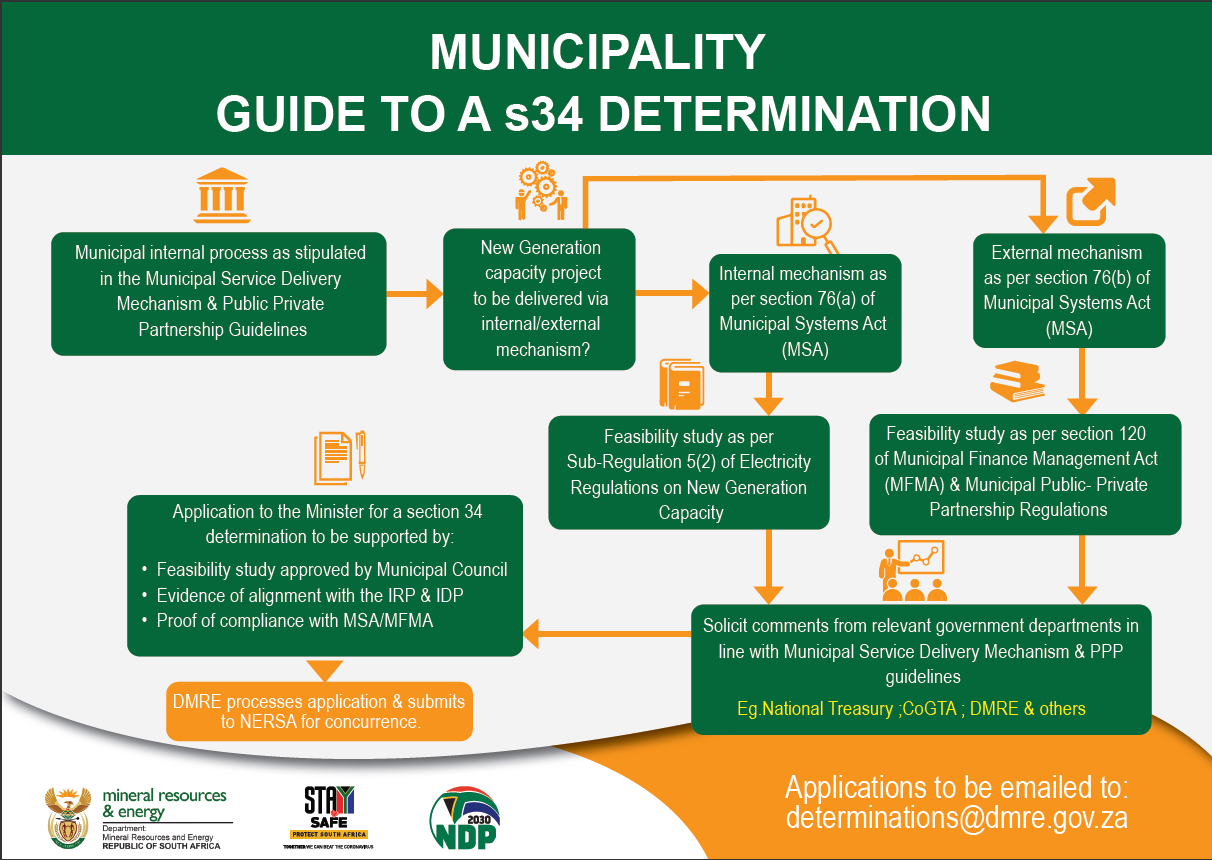 MUNICIPALITY
GUIDE TO A s34 DETERMINATION
Municipal internal process as stipulated
in the Municipal Service Delivery
Mechanism & Public Private
Partnership Guidelines
New Generation
capacity project
to be delivered via
internal/external
mechanism?
Internal mechanism as
per section 76(a) of
Municipal Systems Act
(MSA)
External mechanism
as per section 76(b) of
Municipal Systems Act
(MSA)
Feasibility study as per
Sub-Regulation 5(2) of Electricity
Regulations on New Generation
Capacity
Feasibility study as per section 120
of Municipal Finance Management Act
(MFMA) & Municipal Public- Private
Partnership Regulations
Solicit comments from relevant government departments in
line with Municipal Service Delivery Mechanism & PPP
guidelines
Eg.National Treasury ;CoGTA ; DMRE & others
Application to the Minister for a section 34
determination to be supported by:
• Feasibility study approved by Municipal Council
• Evidence of alignment with the IRP & IDP
• Proof of compliance with MSA/MFMA
DMRE processes application & submits
to NERSA for concurrence.
mineral resources
& energy
Department:
Mineral Resources and Energy
REPUBLIC OF SOUTH AFRICA
STAY
SAFE
PROTECT SOUTH AFRICA
TOGETHER WE CAN BEAT THE CORONAVIRUS
2030
NDP
Applications to be emailed to:
determinations@dmre.gov.za